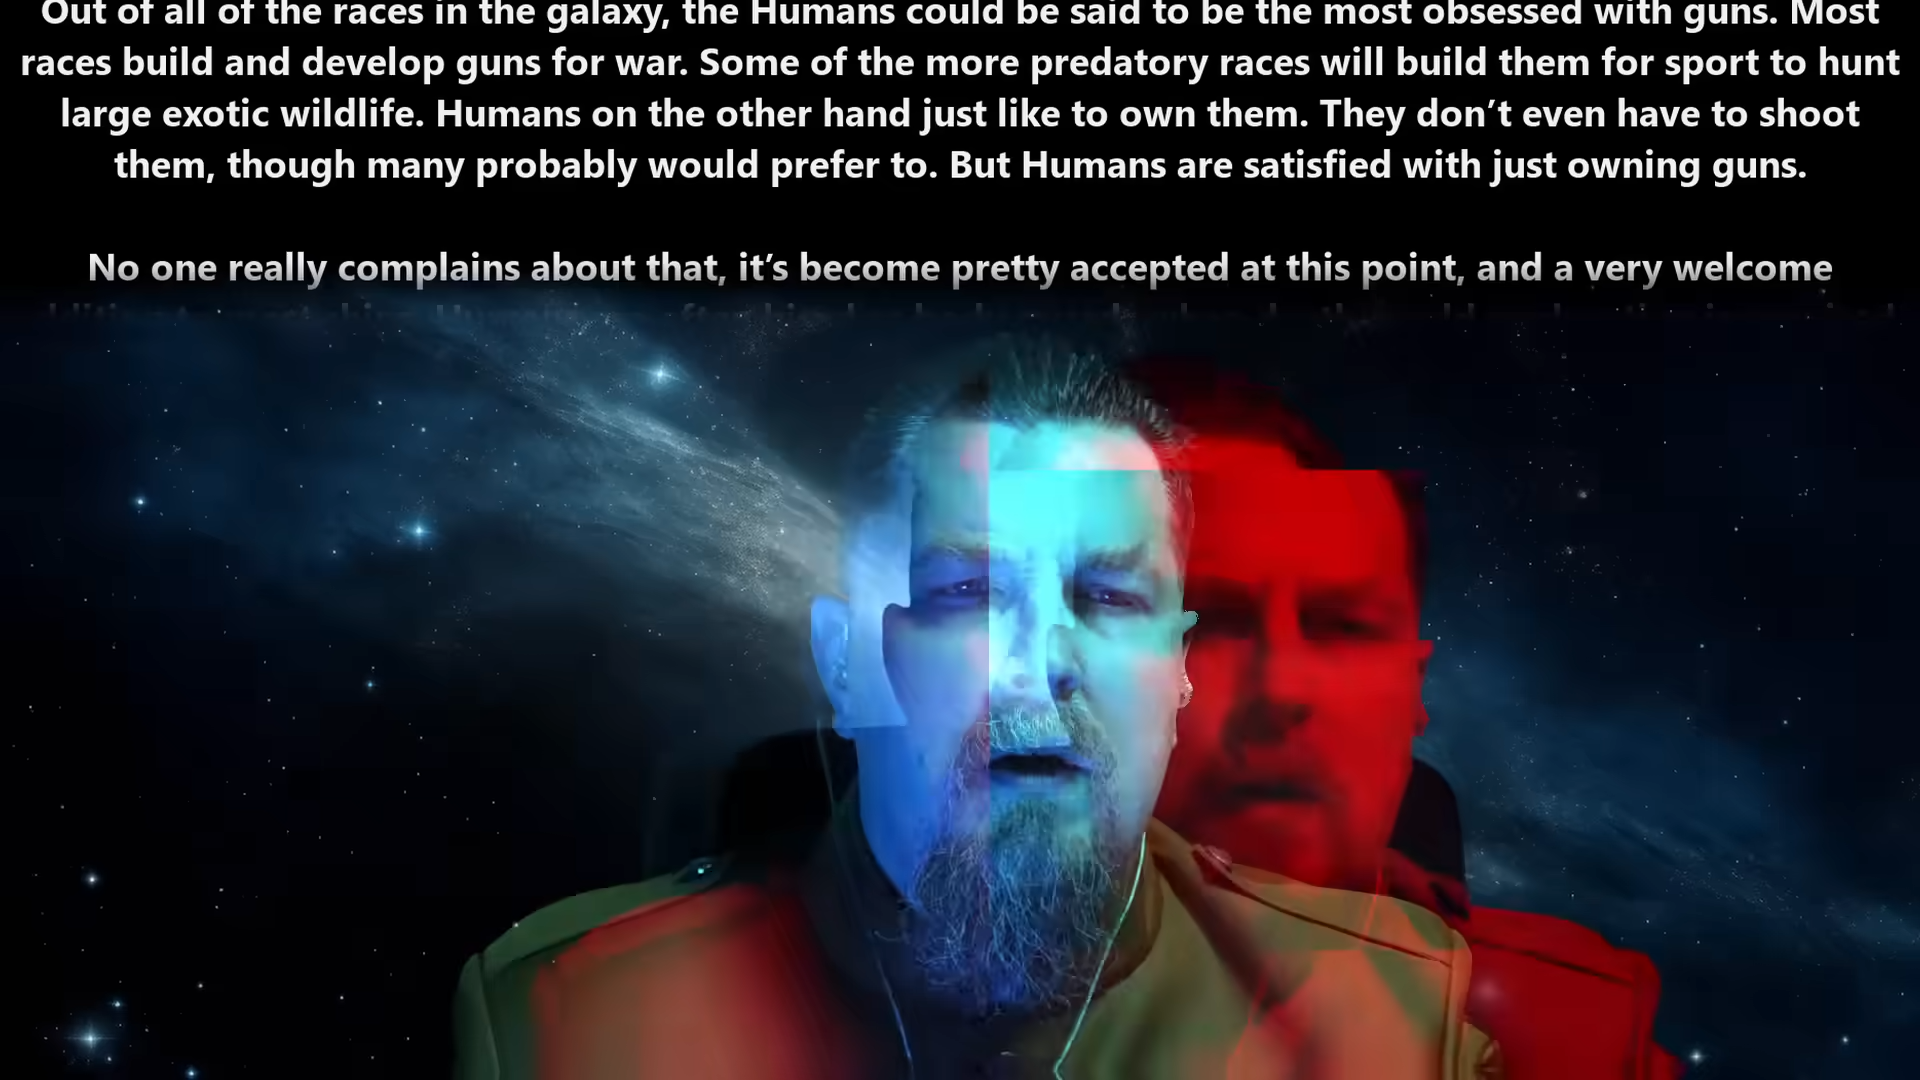 Out of all of the races in the galaxy, the Humans could be said to be the most obsessed with guns. Most
races build and develop guns for war. Some of the more predatory races will build them for sport to hunt
large exotic wildlife. Humans on the other hand just like to own them. They don’t even have to shoot
them, though many probably would prefer to. But Humans are satisfied with just owning guns.
No one really complains about that, it’s become pretty accepted at this point, and a very welcome